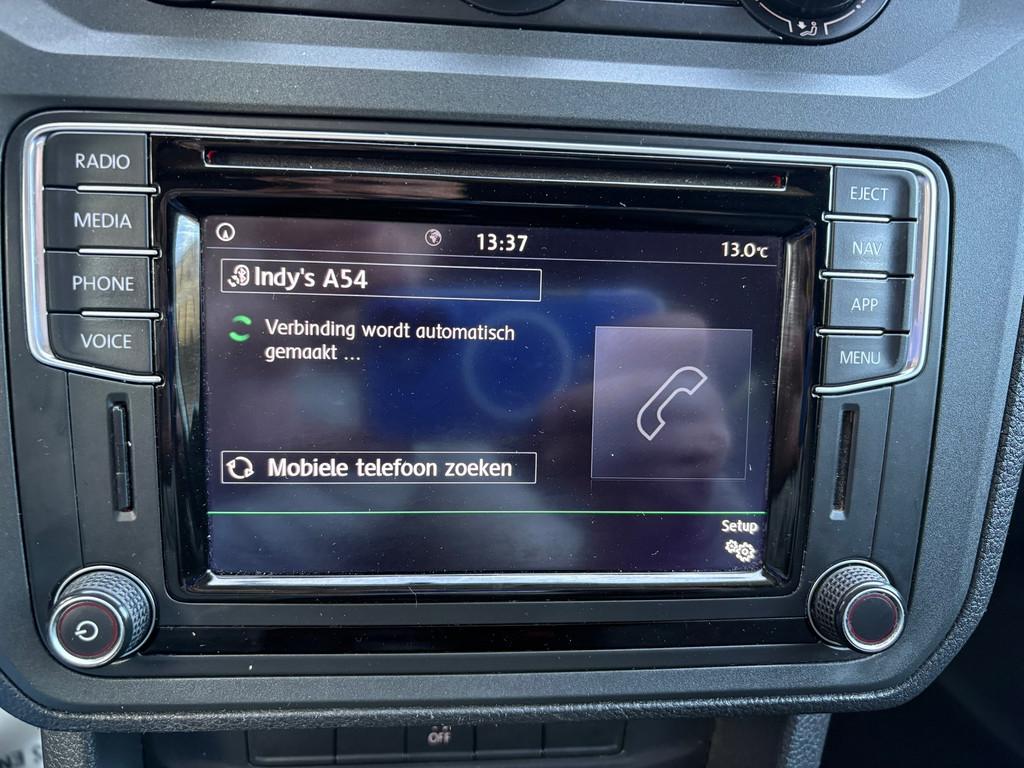 RADIO
MEDIA
PHONE
VOICE
EJECT
NAV
APP
MENU
13:37
13.0°C
Indy's A54
Verbinding wordt automatisch
gemaakt ...
Mobiele telefoon zoeken
Setup
OFF